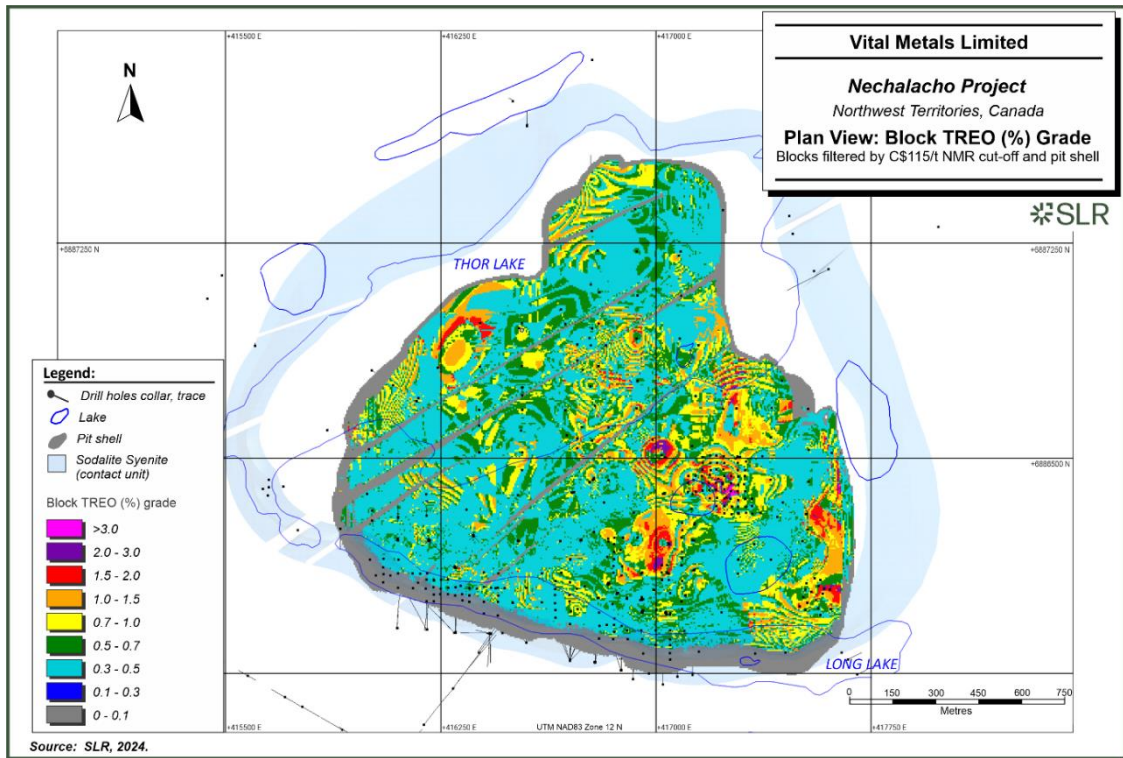 Vital Metals Limited
Nechalacho Project
Northwest Territories, Canada
Plan View: Block TREO (%) Grade
Blocks filtered by C$115/t NMR cut-off and pit shell
SLR
+415500 E
+416250 E
+417000 E
N
+6887250 N
+6887250 N
THOR LAKE
Legend:
Drill holes collar, trace
Lake
Pit shell
Sodalite Syenite
(contact unit)
Block TREO (%) grade
>3.0
2.0 - 3.0
1.5 - 2.0
1.0 - 1.5
0.7 - 1.0
0.5 - 0.7
0.3 - 0.5
0.1 - 0.3
0 - 0.1
+6886500 N
LONG LAKE
0 150 300 450 600 750
Metres
+415500 E
+416250 E
UTM NAD83 Zone 12 N
+417000 E
+417750 E
Source: SLR, 2024.